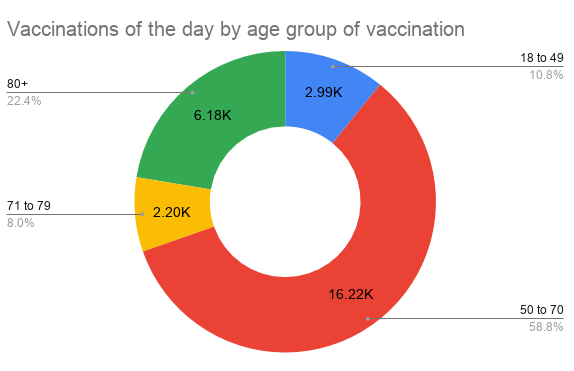 Vaccinations of the day by age group of vaccination
18 to 49
10.8%
80+
22.4%
2.99K
6.18K
71 to 79
8.0%
2.20K
16.22K
50 to 70
58.8%